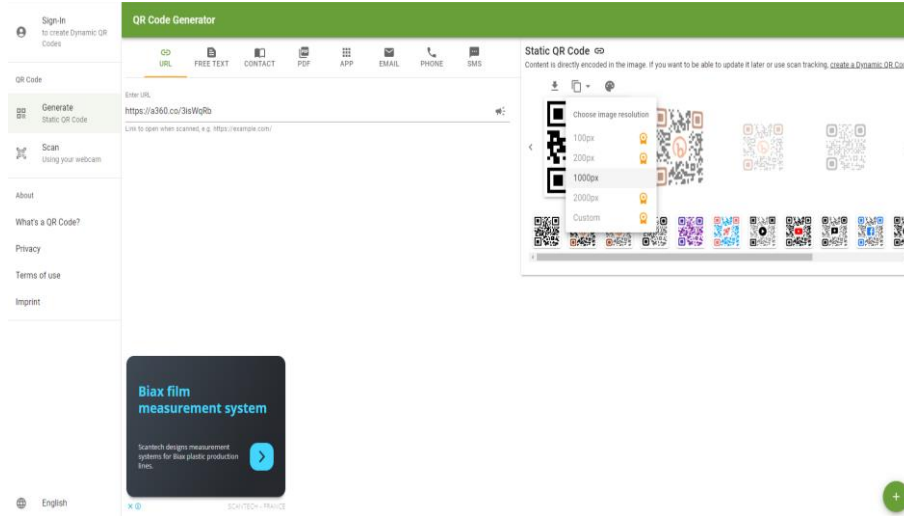 Sign-In
to create Dynamic QR
Codes
QR Code
Generate
Static QR Code
Scan
Using your webcam
About
What's a QR Code?
Privacy
Terms of use
Imprint
English
QR Code Generator
URL
FREE TEXT
CONTACT
PDF
APP
EMAIL
PHONE
SMS
Enter URL
https://a360.co/3isWqRb
Link to open when scanned, e.g. https://example.com/
Biax film
measurement system
Scantech designs measurement
systems for Biax plastic production
lines.
SCANTECH - FRANCE
Static QR Code
Content is directly encoded in the image. If you want to be able to update it later or use scan tracking, create a Dynamic QR Cod
Choose image resolution
100px
200px
1000px
2000px
Custom